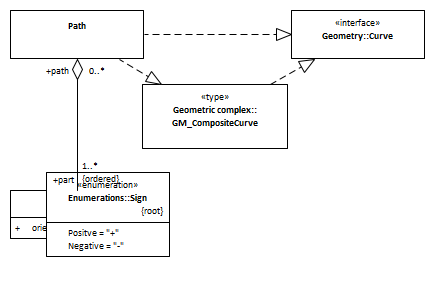 Path
«interface»
Geometry::Curve
+path
0..*
«type»
Geometric complex::
GM_CompositeCurve
1..*
+part
{ordered}
«enumeration»
Enumerations::Sign
{root}
+ orie
Positve = "+"
Negative = "-"